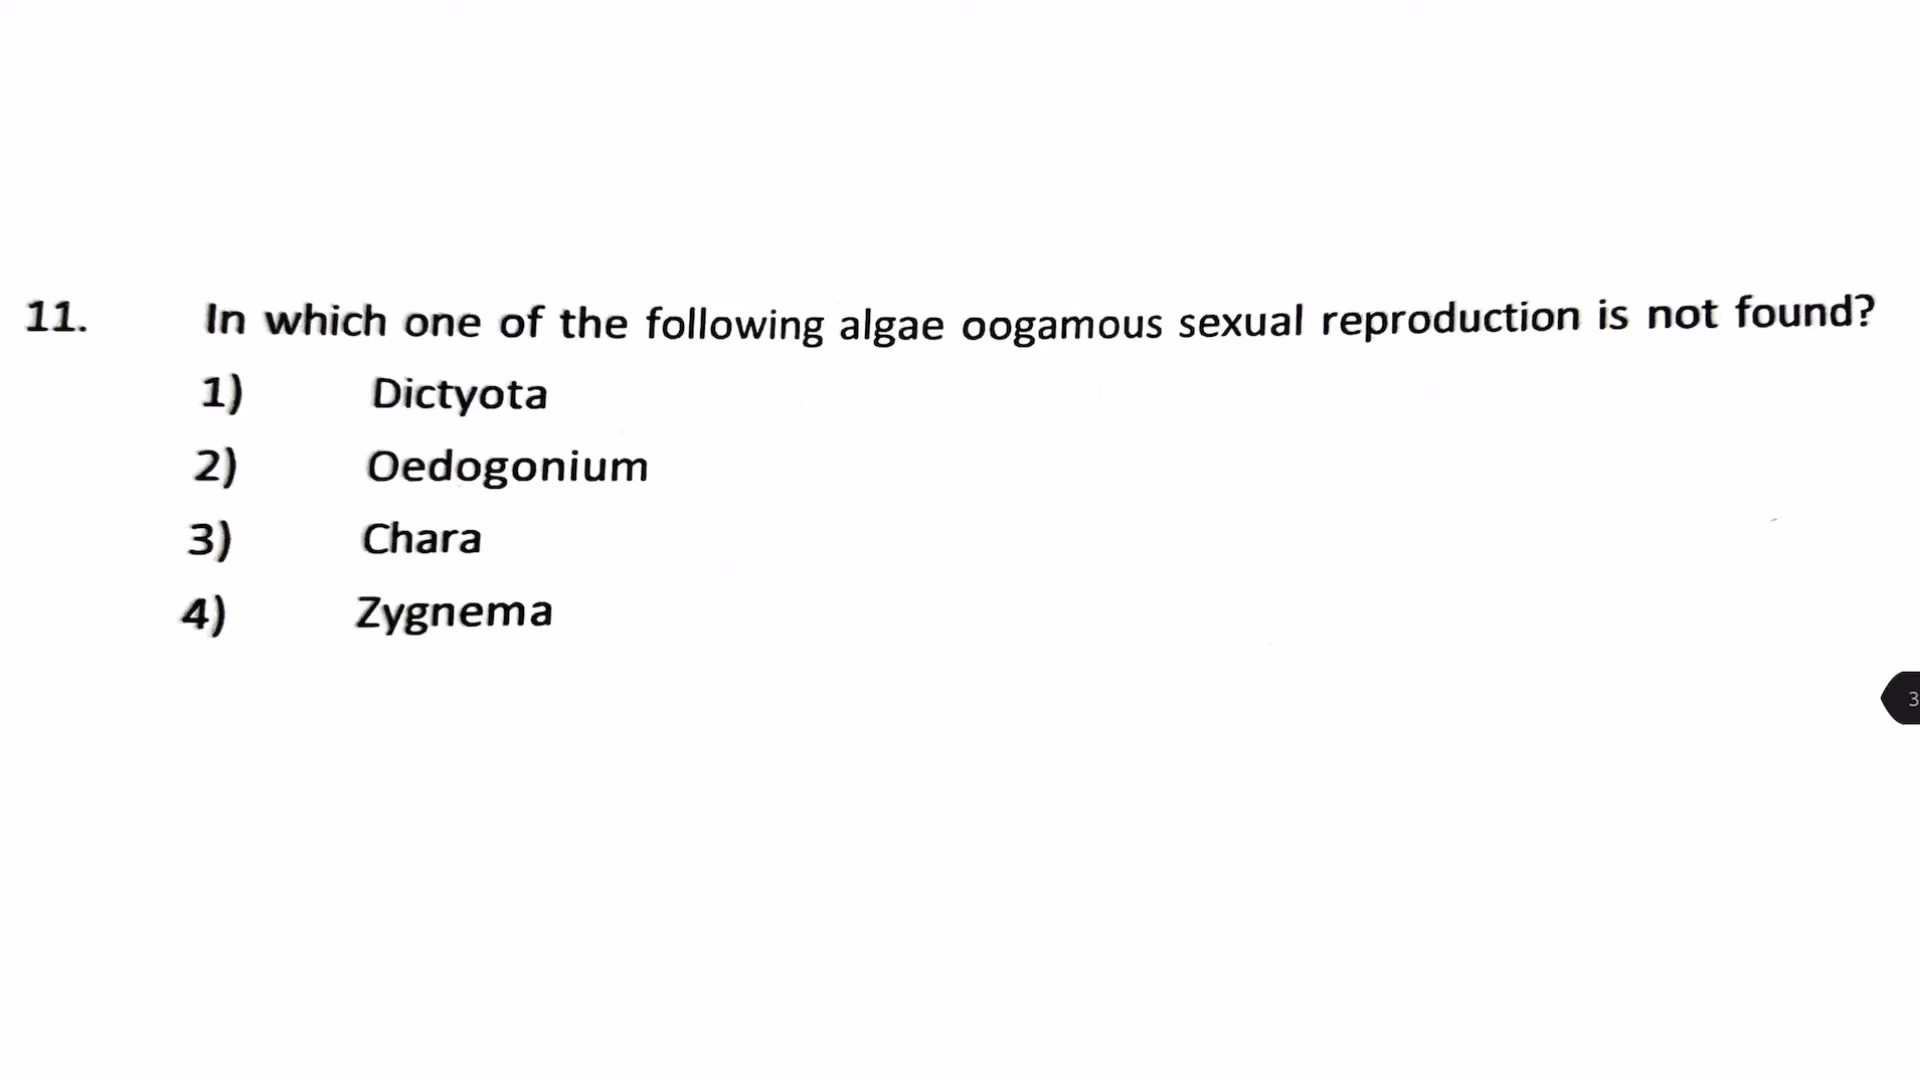 11. In which one of the following algae oogamous sexual reproduction is not found?
1) Dictyota
2) Oedogonium
3) Chara
4) Zygnema
3